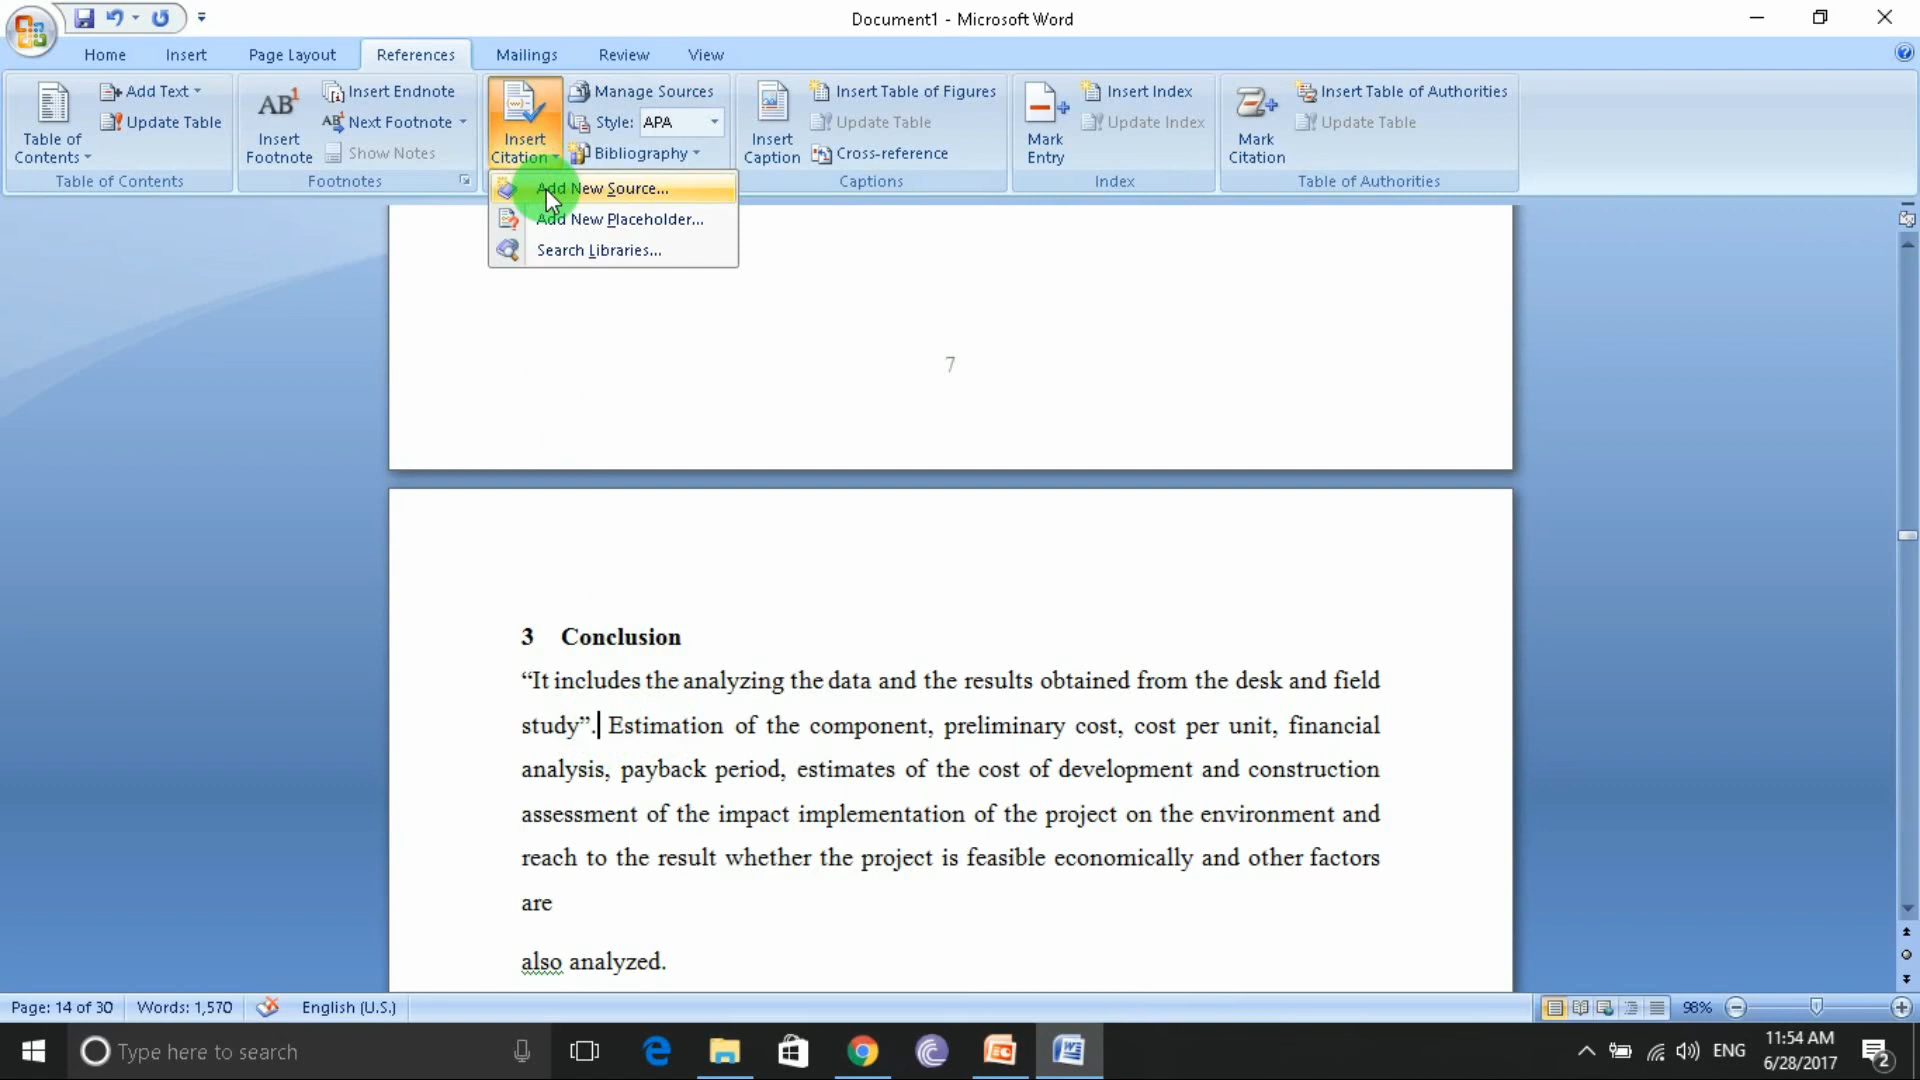 Document1 - Microsoft Word
Home Insert Page Layout References Mailings Review View
Table of Contents
Add Text
Update Table
Table of Contents
AB1 Insert Footnote
Insert Endnote
AB Next Footnote
Show Notes
Footnotes
Insert Citation
Manage Sources
Style: APA
Bibliography
Add New Source...
Add New Placeholder...
Search Libraries...
Insert Caption
Insert Table of Figures
Update Table
Cross-reference
Captions
Mark Entry
Insert Index
Update Index
Index
Mark Citation
Insert Table of Authorities
Update Table
Table of Authorities
7
3 Conclusion
“It includes the analyzing the data and the results obtained from the desk and field
study”. Estimation of the component, preliminary cost, cost per unit, financial
analysis, payback period, estimates of the cost of development and construction
assessment of the impact implementation of the project on the environment and
reach to the result whether the project is feasible economically and other factors
are
also analyzed.
Page: 14 of 30 Words: 1,570 English (U.S.) 98%
Type here to search
ENG
11:54 AM
6/28/2017
2